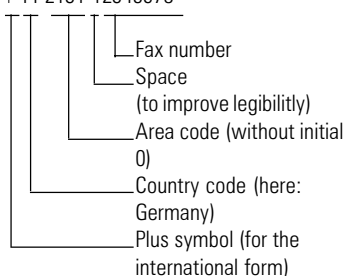 Fax number
Space
(to improve legibilitly)
Area code (without initial
0)
Country code (here:
Germany)
Plus symbol (for the
international form)